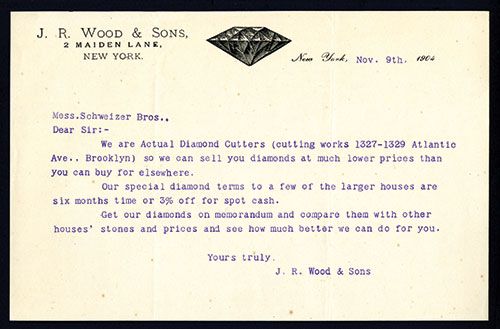 J. R. WOOD & SONS,
2 MAIDEN LANE,
NEW YORK.
New York, Nov. 9th. 1904
Mess.Schweizer Bros..
Dear Sir:-
We are Actual Diamond Cutters (cutting works 1327-1329 Atlantic
Ave.. Brooklyn) so we can sell you diamonds at much lower prices than
you can buy for elsewhere.
Our special diamond terms to a few of the larger houses are
six months time or 3% off for spot cash.
Get our diamonds on memorandum and compare them with other
houses' stones and prices and see how much better we can do for you.
Yours truly.
J. R. Wood & Sons